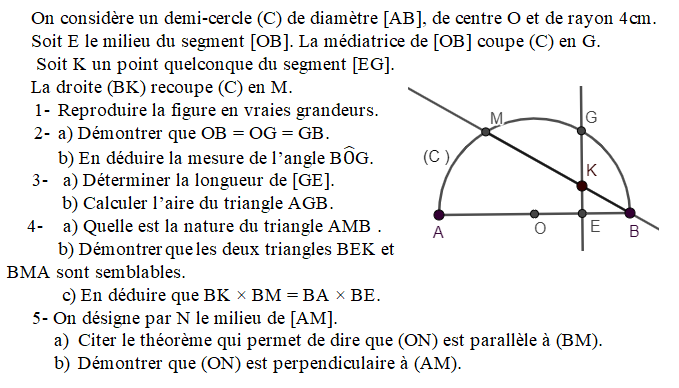 On considère un demi-cercle (C) de diamètre [AB], de centre O et de rayon 4cm.
Soit E le milieu du segment [OB]. La médiatrice de [OB] coupe (C) en G.
Soit K un point quelconque du segment [EG].
La droite (BK) recoupe (C) en M.
1- Reproduire la figure en vraies grandeurs.
2- a) Démontrer que OB = OG = GB.
b) En déduire la mesure de l'angle BÔG.
3- a) Déterminer la longueur de [GE].
b) Calculer l'aire du triangle AGB.
4- a) Quelle est la nature du triangle AMB .
b) Démontrer que les deux triangles BEK et
BMA sont semblables.
c) En déduire que BK × BM = BA × BE.
5- On désigne par N le milieu de [AM].
a) Citer le théorème qui permet de dire que (ON) est parallèle à (BM).
b) Démontrer que (ON) est perpendiculaire à (AM).
M
G
(C )
K
A
O
E
B